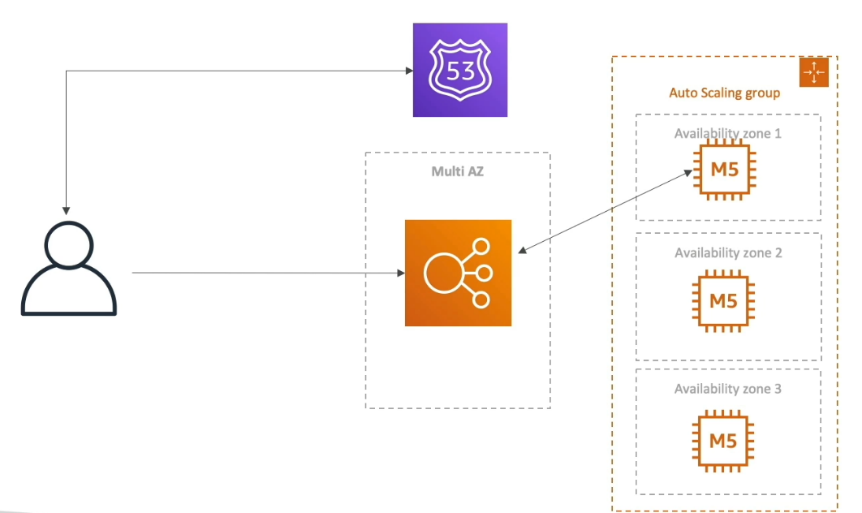 53
Auto Scaling group
Availability zone 1
M5
Multi AZ
Availability zone 2
M5
Availability zone 3
M5